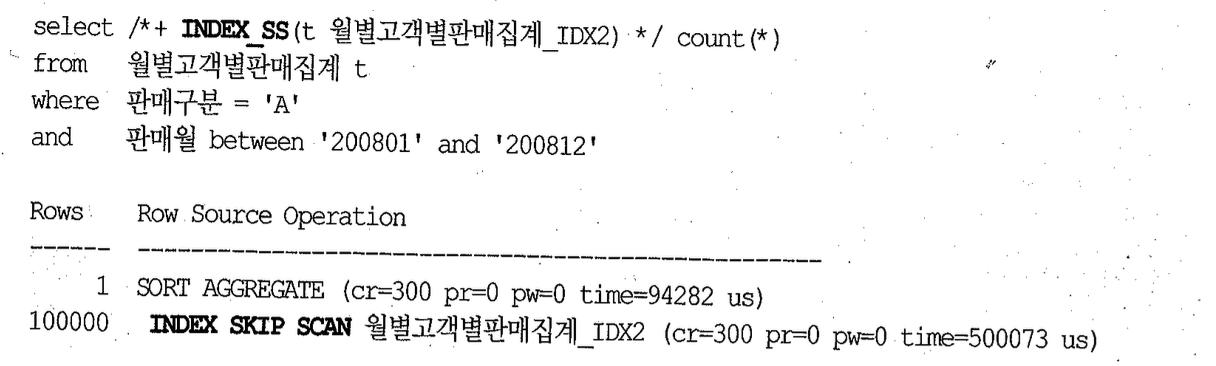 select /*+ INDEX_SS(t 월별고객별판매집계_IDX2) */ count(*)
from 월별고객별판매집계 t
where 판매구분 = 'A'
and 판매월 between '200801' and '200812'
Rows Row Source Operation
------ ---------------------------------------------------
1 SORT AGGREGATE (cr=300 pr=0 pw=0 time=94282 us)
100000 INDEX SKIP SCAN 월별고객별판매집계_IDX2 (cr=300 pr=0 pw=0 time=500073 us)